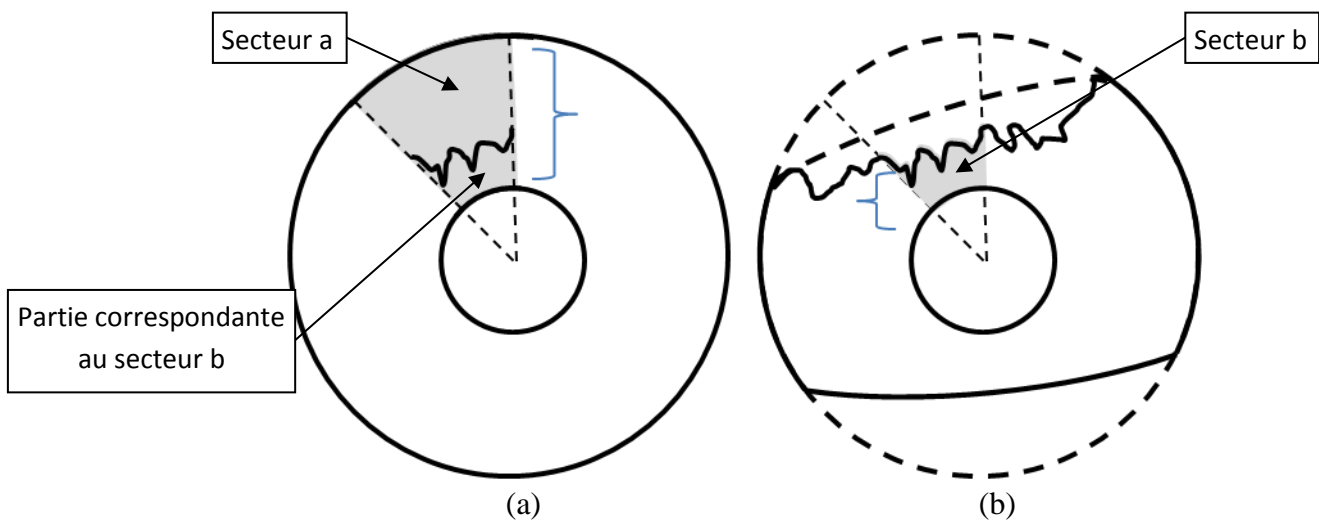 Secteur a
Secteur b
Partie correspondante
au secteur b
(a)
(b)